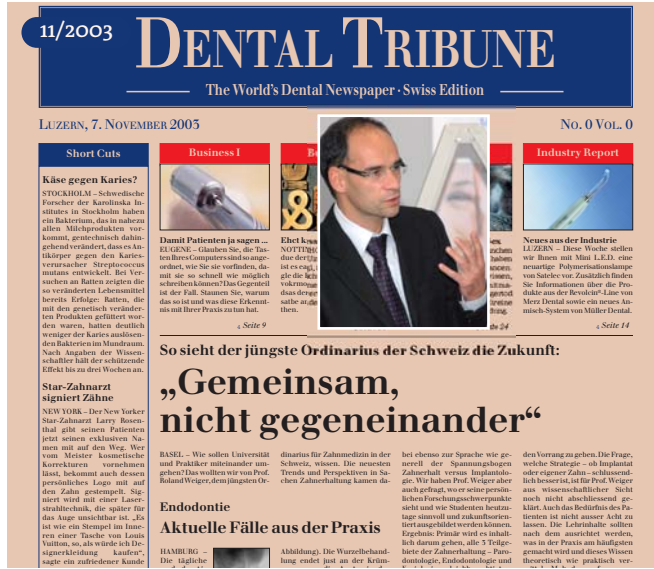 11/2003
DENTAL TRIBUNE
The World's Dental Newspaper · Swiss Edition
LUZERN, 7. NOVEMBER 2003
NO. 0 VOL. 0
Short Cuts
Käse gegen Karies?
STOCKHOLM – Schwedische
Forscher der Karolinska In-
stitutes in Stockholm haben
ein Bakterium, das in nahezu
allen Milchprodukten vor-
kommt, gentechnisch dahin-
gehend verändert, dass es An-
tikörper gegen den Karies-
verursacher Streptococcus
mutans entwickelt. Bei Ver-
suchen an Ratten zeigten die
so veränderten Lebensmittel
bereits Erfolge: Ratten, die
mit den genetisch veränder-
ten Produkten gefüttert wor-
den waren, hatten deutlich
weniger der Karies auslösen-
den Bakterien im Mundraum.
Nach Angaben der Wissen-
schaftler hält der schützende
Effekt bis zu drei Wochen an.
Star-Zahnarzt
signiert Zähne
NEW YORK – Der New Yorker
Star-Zahnarzt Larry Rosen-
thal gibt seinen Patienten
jetzt seinen exklusiven Na-
men mit auf den Weg. Wer
vom Meister kosmetische
Korrekturen vornehmen
lässt, bekommt auch dessen
persönliches Logo mit auf
den Zahn gestempelt. Sig-
niert wird mit einer Laser-
strahltechnik, die später für
das Auge unsichtbar ist. „Es
ist wie ein Stempel im Inne-
ren einer Tasche von Louis
Vuitton, so, als würde ich De-
signerkleidung kaufen“,
sagte ein zufriedener Kunde
Business I
Damit Patienten ja sagen ...
EUGENE – Glauben Sie, die Tas-
ten Ihres Computers sind so ange-
ordnet, wie Sie sie vorfinden, da-
mit sie so schnell wie möglich
schreiben können? Das Gegenteil
ist der Fall. Staunen Sie, warum
das so ist und was diese Erkennt-
nis mit Ihrer Praxis zu tun hat.
Seite 9
Industry Report
Neues aus der Industrie
LUZERN – Diese Woche stellen
wir Ihnen mit Mini L.E.D. eine
neuartige Polymerisationslampe
von Satelec vor. Zusätzlich finden
Sie Informationen über die Pro-
dukte aus der Revolcin®-Line von
Merz Dental sowie ein neues An-
misch-System von Müller Dental.
Seite 14
So sieht der jüngste Ordinarius der Schweiz die Zukunft:
„Gemeinsam,
nicht gegeneinander“
BASEL – Wie sollen Universität
und Praktiker miteinander um-
gehen? Das wollten wir von Prof.
Roland Weiger, dem jüngsten Or-
dinarius für Zahnmedizin in der
Schweiz, wissen. Die neuesten
Trends und Perspektiven in Sa-
chen Zahnerhaltung kamen da-
bei ebenso zur Sprache wie ge-
nerell der Spannungsbogen
Zahnerhalt versus Implantolo-
gie. Wir haben Prof. Weiger aber
auch gefragt, wo er seine persön-
lichen Forschungsschwerpunkte
sieht und wie Studenten heutzu-
tage sinnvoll und zukunftsorien-
tiert ausgebildet werden können.
Ergebnis: Primär wird es inhalt-
lich darum gehen, alle 3 Teilge-
biete der Zahnerhaltung – Paro-
dontologie, Endodontologie und
den Vorrang zu geben. Die Frage,
welche Strategie – ob Implantat
oder eigener Zahn – schlussend-
lich besser ist, ist für Prof. Weiger
aus wissenschaftlicher Sicht
noch nicht abschliessend ge-
klärt. Auch das Bedürfnis des Pa-
tienten ist nicht ausser Acht zu
lassen. Die Lehrinhalte sollten
nach dem ausrichtet werden,
was in der Praxis am häufigsten
gemacht wird und dieses Wissen
theoretisch wie praktisch ver-
Endodontie
Aktuelle Fälle aus der Praxis
HAMBURG –
Die tägliche
Abbildung). Die Wurzelbehand-
lung endet just an der Krüm-